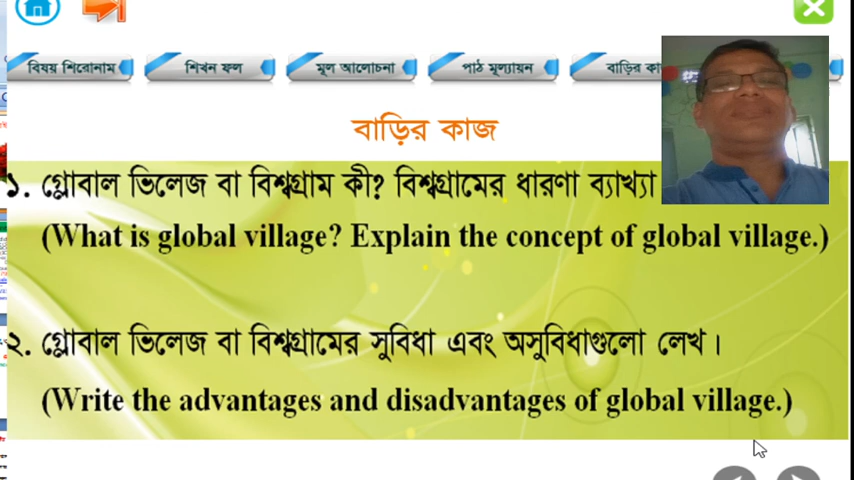 বিষয় শিরোনাম শিখন ফল মূল আলোচনা পাঠ মূল্যায়ন বাড়ির
বাড়ির কাজ
১. গ্লোবাল ভিলেজ বা বিশ্বগ্রাম কী? বিশ্বগ্রামের ধারণা ব্যাখ্যা
(What is global village? Explain the concept of global village.)
২. গ্লোবাল ভিলেজ বা বিশ্বগ্রামের সুবিধা এবং অসুবিধাগুলো লেখ।
(Write the advantages and disadvantages of global village.)